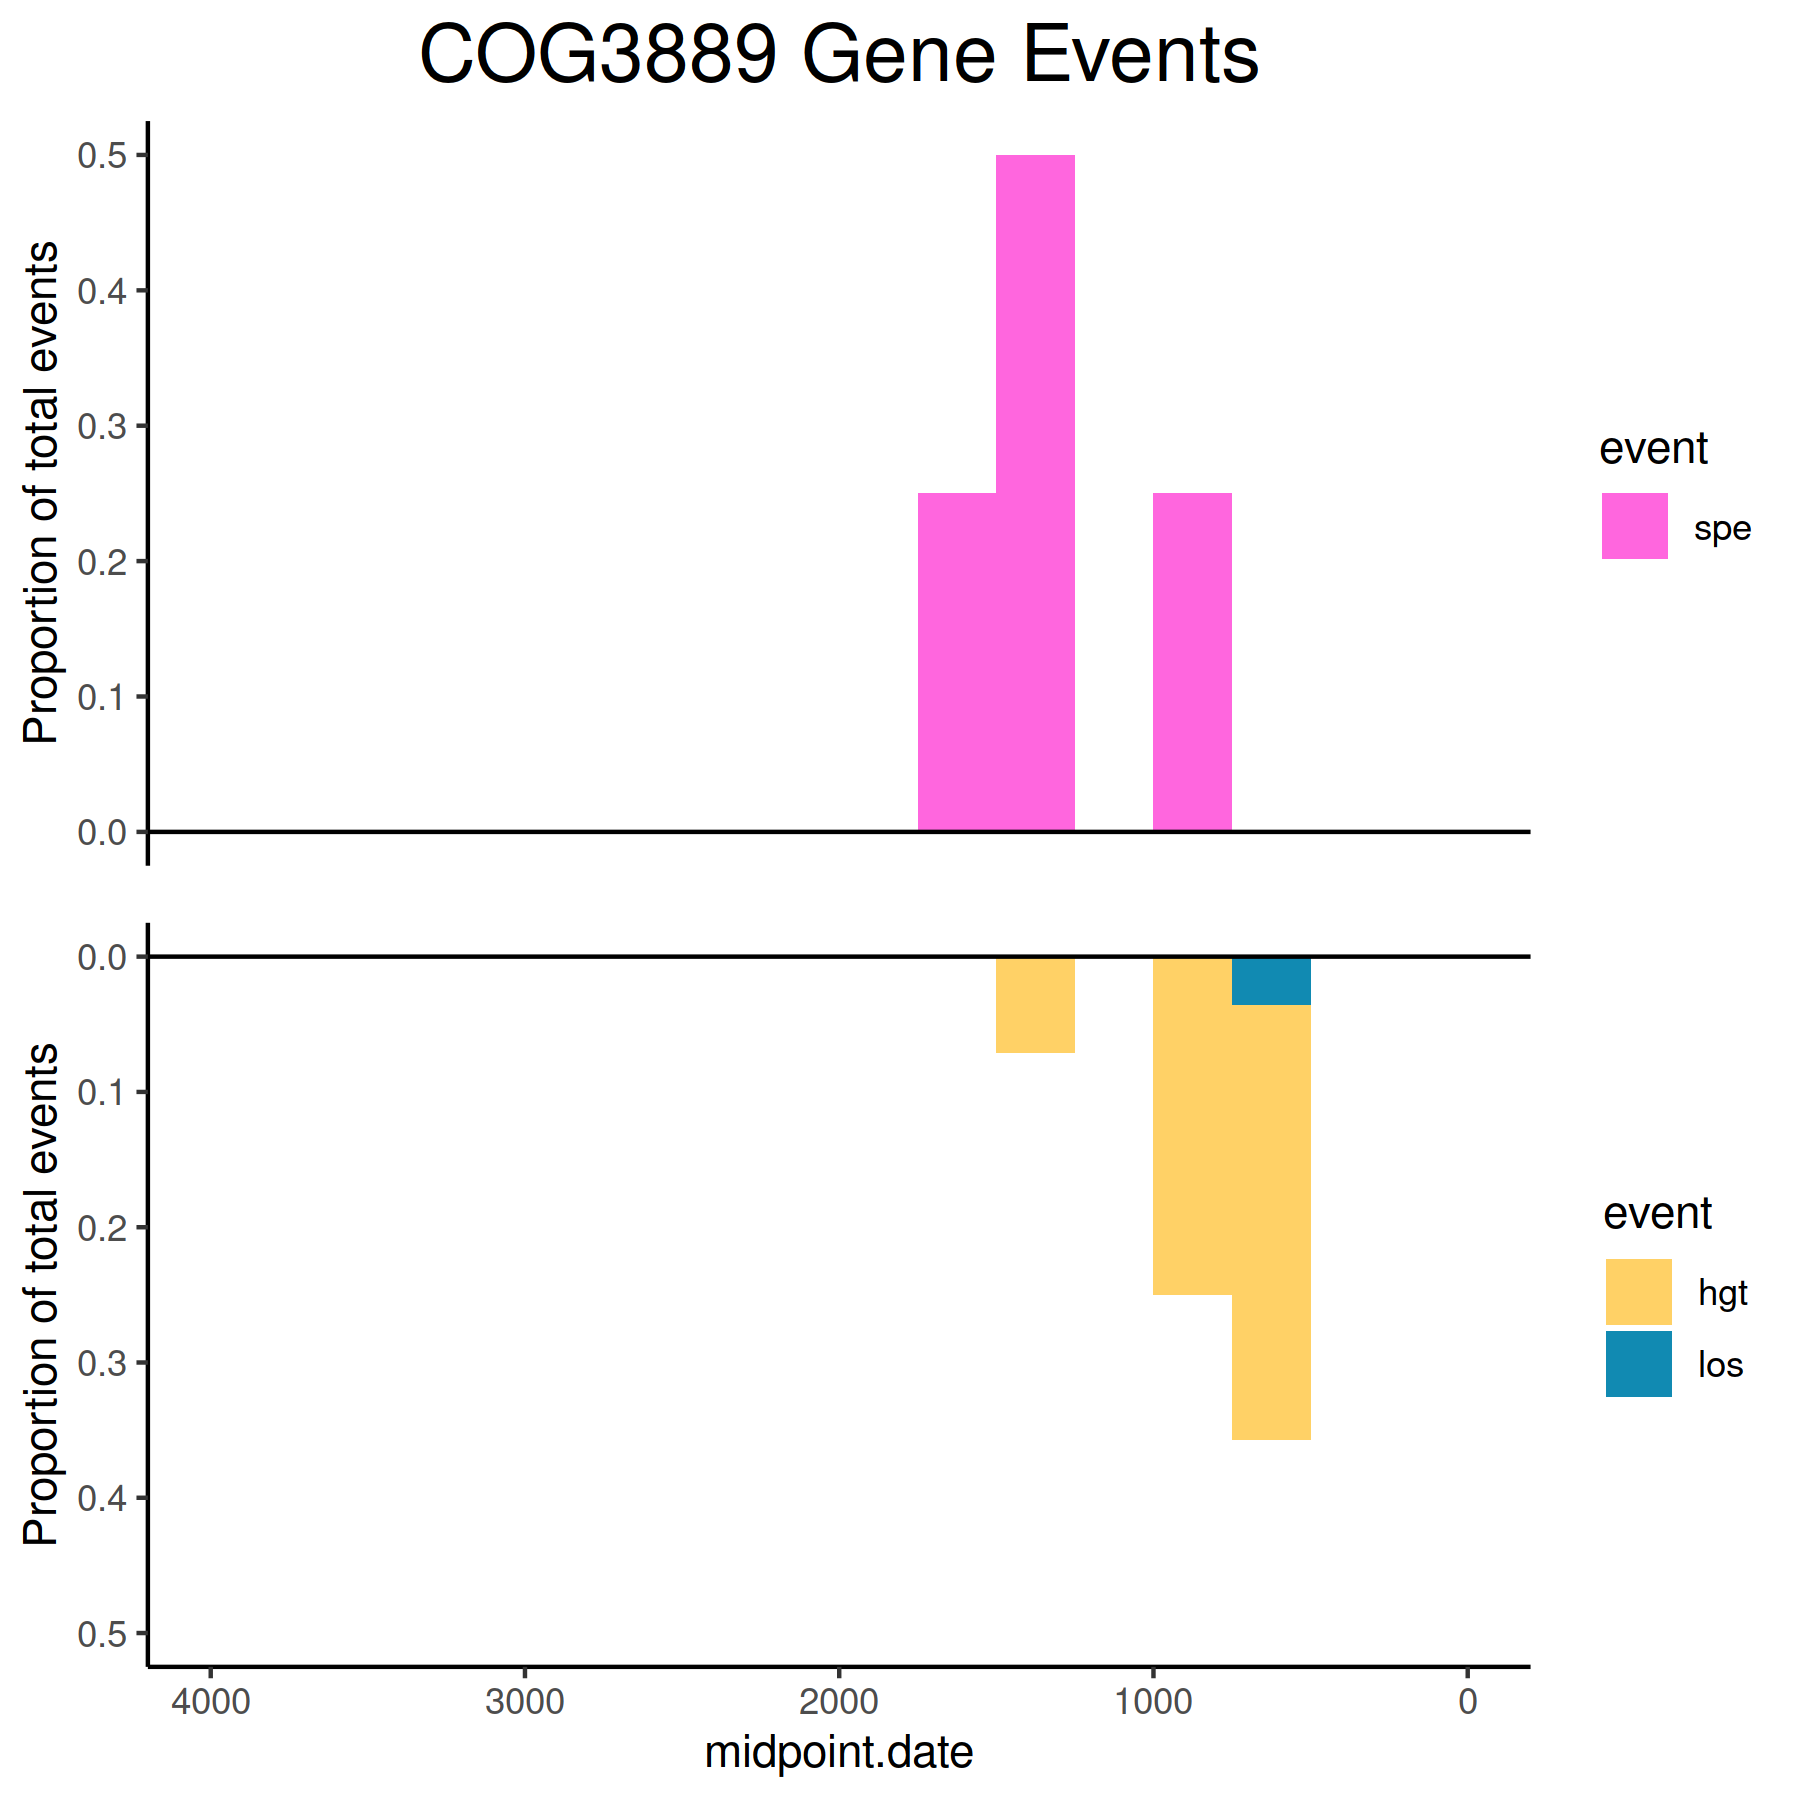 COG3889 Gene Events
Proportion of total events
0.5
0.4
0.3
0.2
0.1
0.0
event
spe
Proportion of total events
0.0
0.1
0.2
0.3
0.4
0.5
event
hgt
los
4000 3000 2000 1000 0
midpoint.date